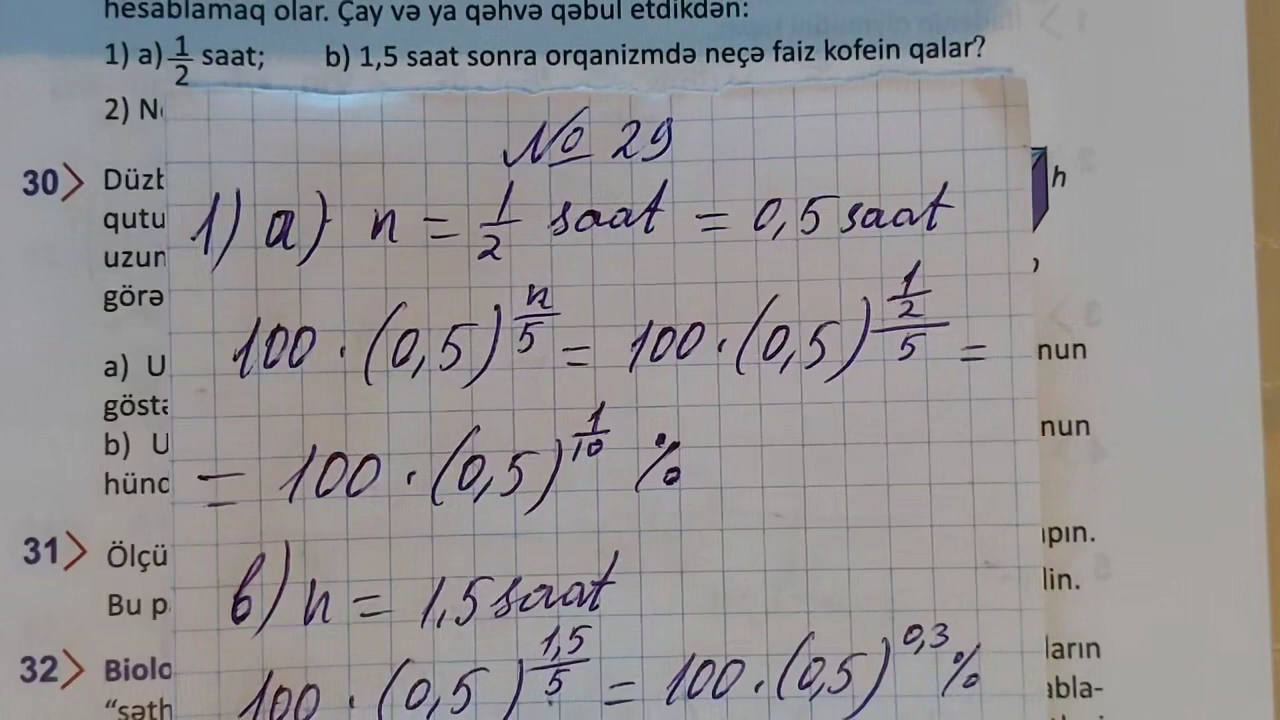 hesablamaq olar. Çay və ya qəhvə qəbul etdikdən:
1) a) 1/2 saat; b) 1,5 saat sonra orqanizmdə neçə faiz kofein qalar?
2)
№ 29
30> Düzb
h
qutu
1) a) n = 1/2 saat = 0,5 saat
uzun
görə
100 · (0,5)^(n/5) = 100 · (0,5)^((1/2)/5) =
a) U
nun
göstə
b) U
nun
= 100 · (0,5)^(1/10) %
hünd
31> Ölçü
apın.
Bu p
lin.
b) n = 1,5 saat
32> Biolo
ların
100 · (0,5)^(1,5/5) = 100 · (0,5)^0,3 %
abla-
"səth